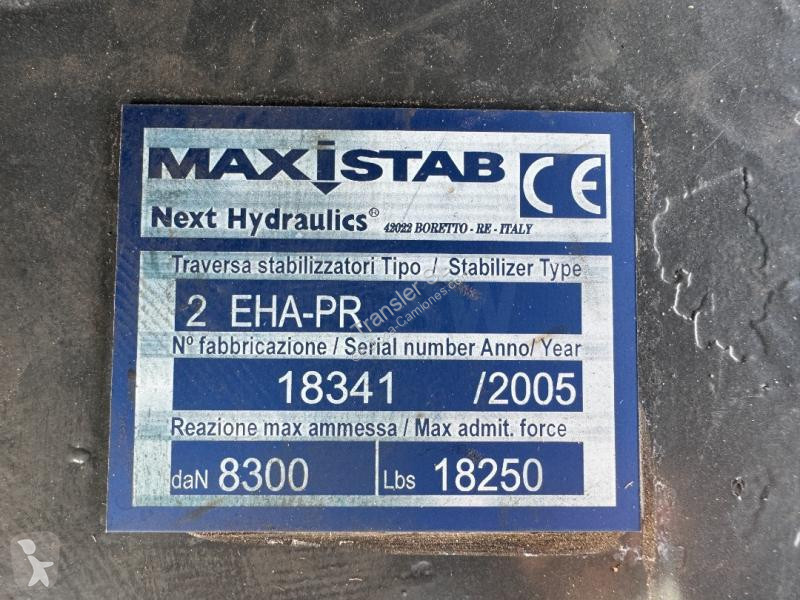 MAXiSTAB
CE
Next Hydraulics® 42022 BORETTO - RE - ITALY
Traversa stabilizzatori Tipo / Stabilizer Type
2 EHA-PR
N° fabbricazione / Serial number Anno/ Year
18341 /2005
Reazione max ammessa / Max admit. force
daN 8300 Lbs 18250
Transler